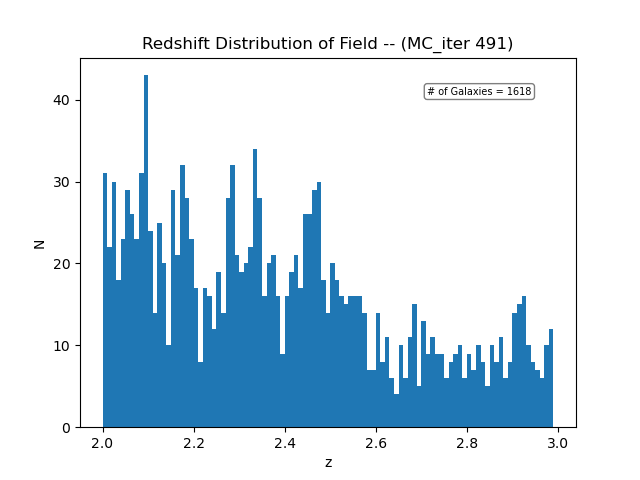 Redshift Distribution of Field -- (MC_iter 491)
# of Galaxies = 1618
N
40
30
20
10
0
2.0 2.2 2.4 2.6 2.8 3.0
z